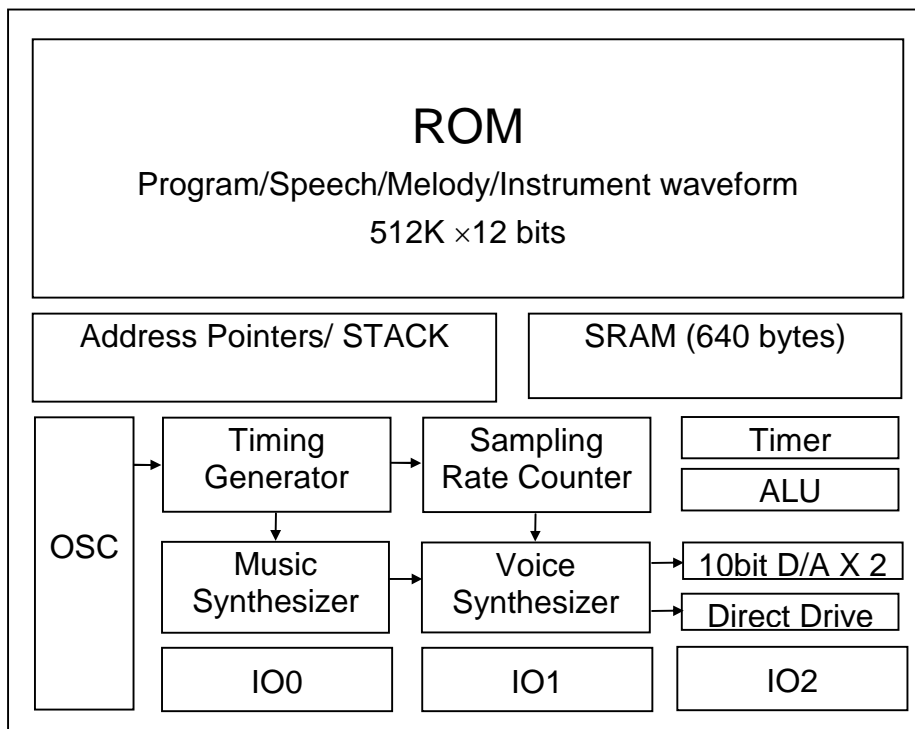 ROM
Program/Speech/Melody/Instrument waveform
512K ×12 bits
Address Pointers/ STACK
SRAM (640 bytes)
OSC
Timing
Generator
Sampling
Rate Counter
Timer
ALU
Music
Synthesizer
Voice
Synthesizer
10bit D/A X 2
Direct Drive
IO0
IO1
IO2